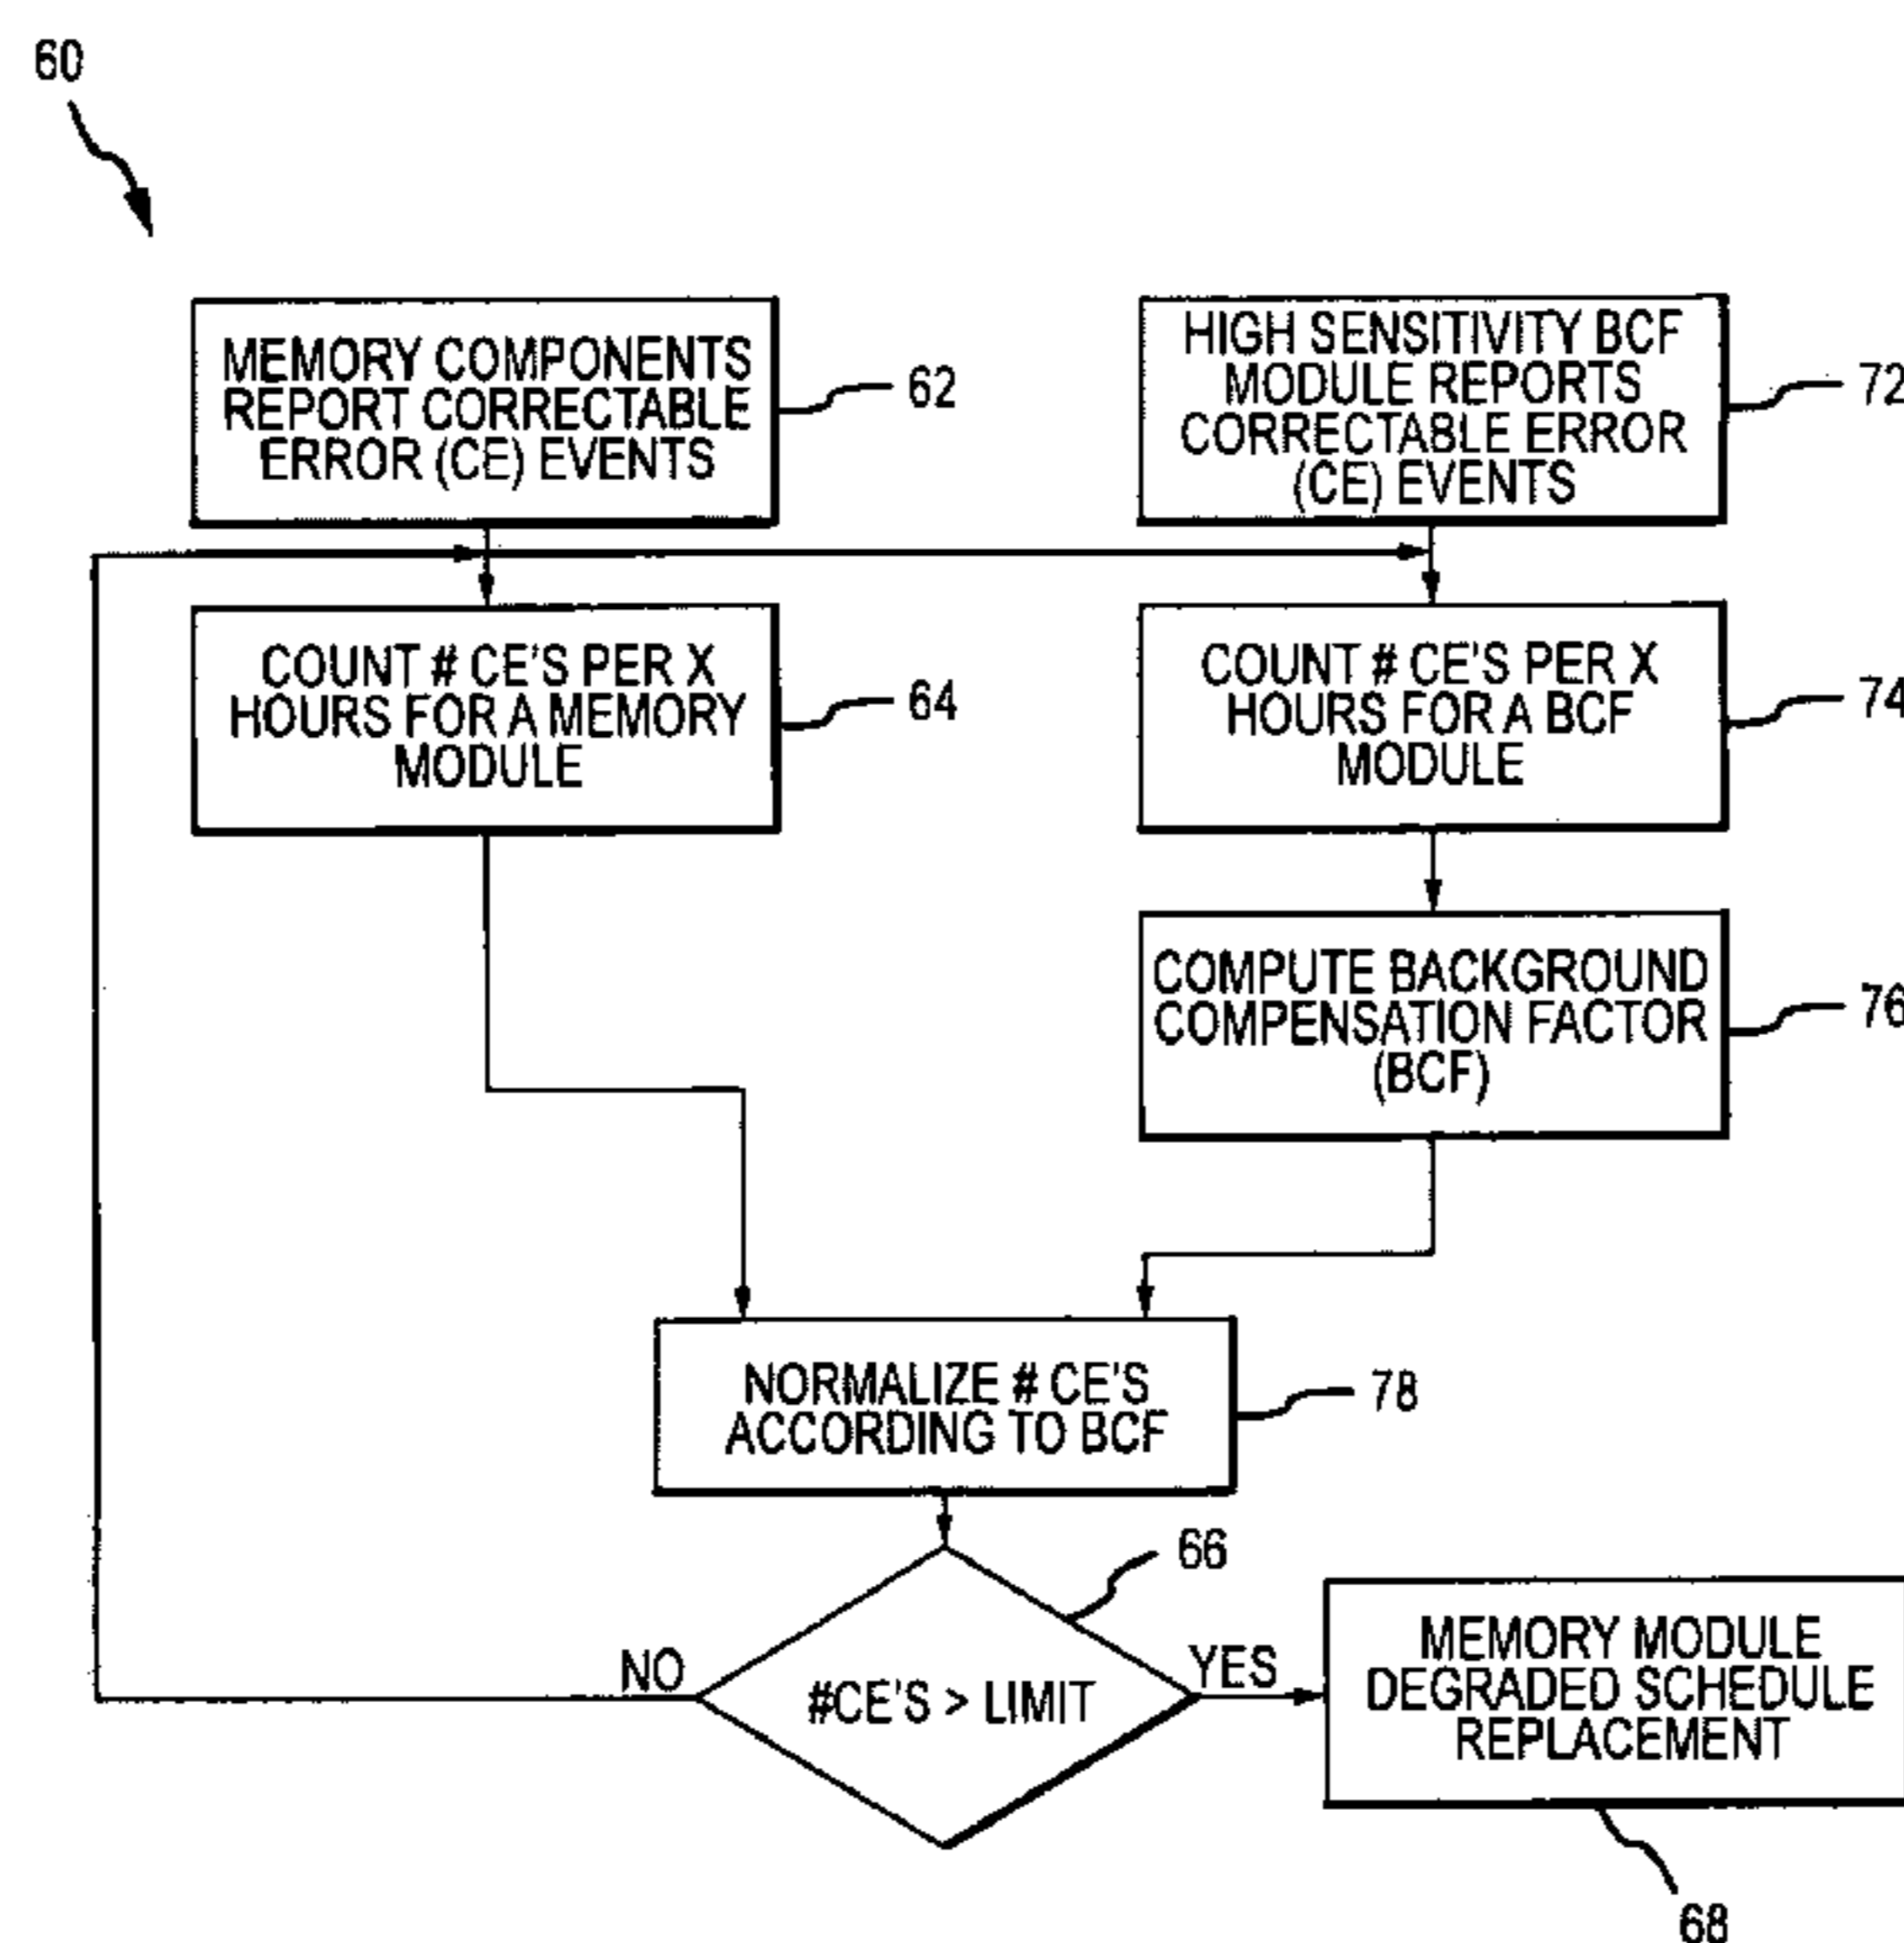 60
MEMORY COMPONENTS
REPORT CORRECTABLE
ERROR (CE) EVENTS
62
HIGH SENSITIVITY BCF
MODULE REPORTS
CORRECTABLE ERROR
(CE) EVENTS
72
COUNT # CE'S PER X
HOURS FOR A MEMORY
MODULE
64
COUNT # CE'S PER X
HOURS FOR A BCF
MODULE
74
COMPUTE BACKGROUND
COMPENSATION FACTOR
(BCF)
76
NORMALIZE # CE'S
ACCORDING TO BCF
78
66
NO
#CE'S > LIMIT
YES
MEMORY MODULE
DEGRADED SCHEDULE
REPLACEMENT
68